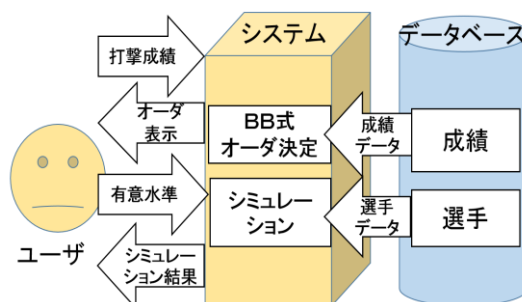 システム
データベース
打撃成績
オーダ
表示
BB式
オーダ決定
成績
データ
成績
有意水準
シミュレ
ーション
選手
データ
選手
ユーザ
シミュレー
ション結果